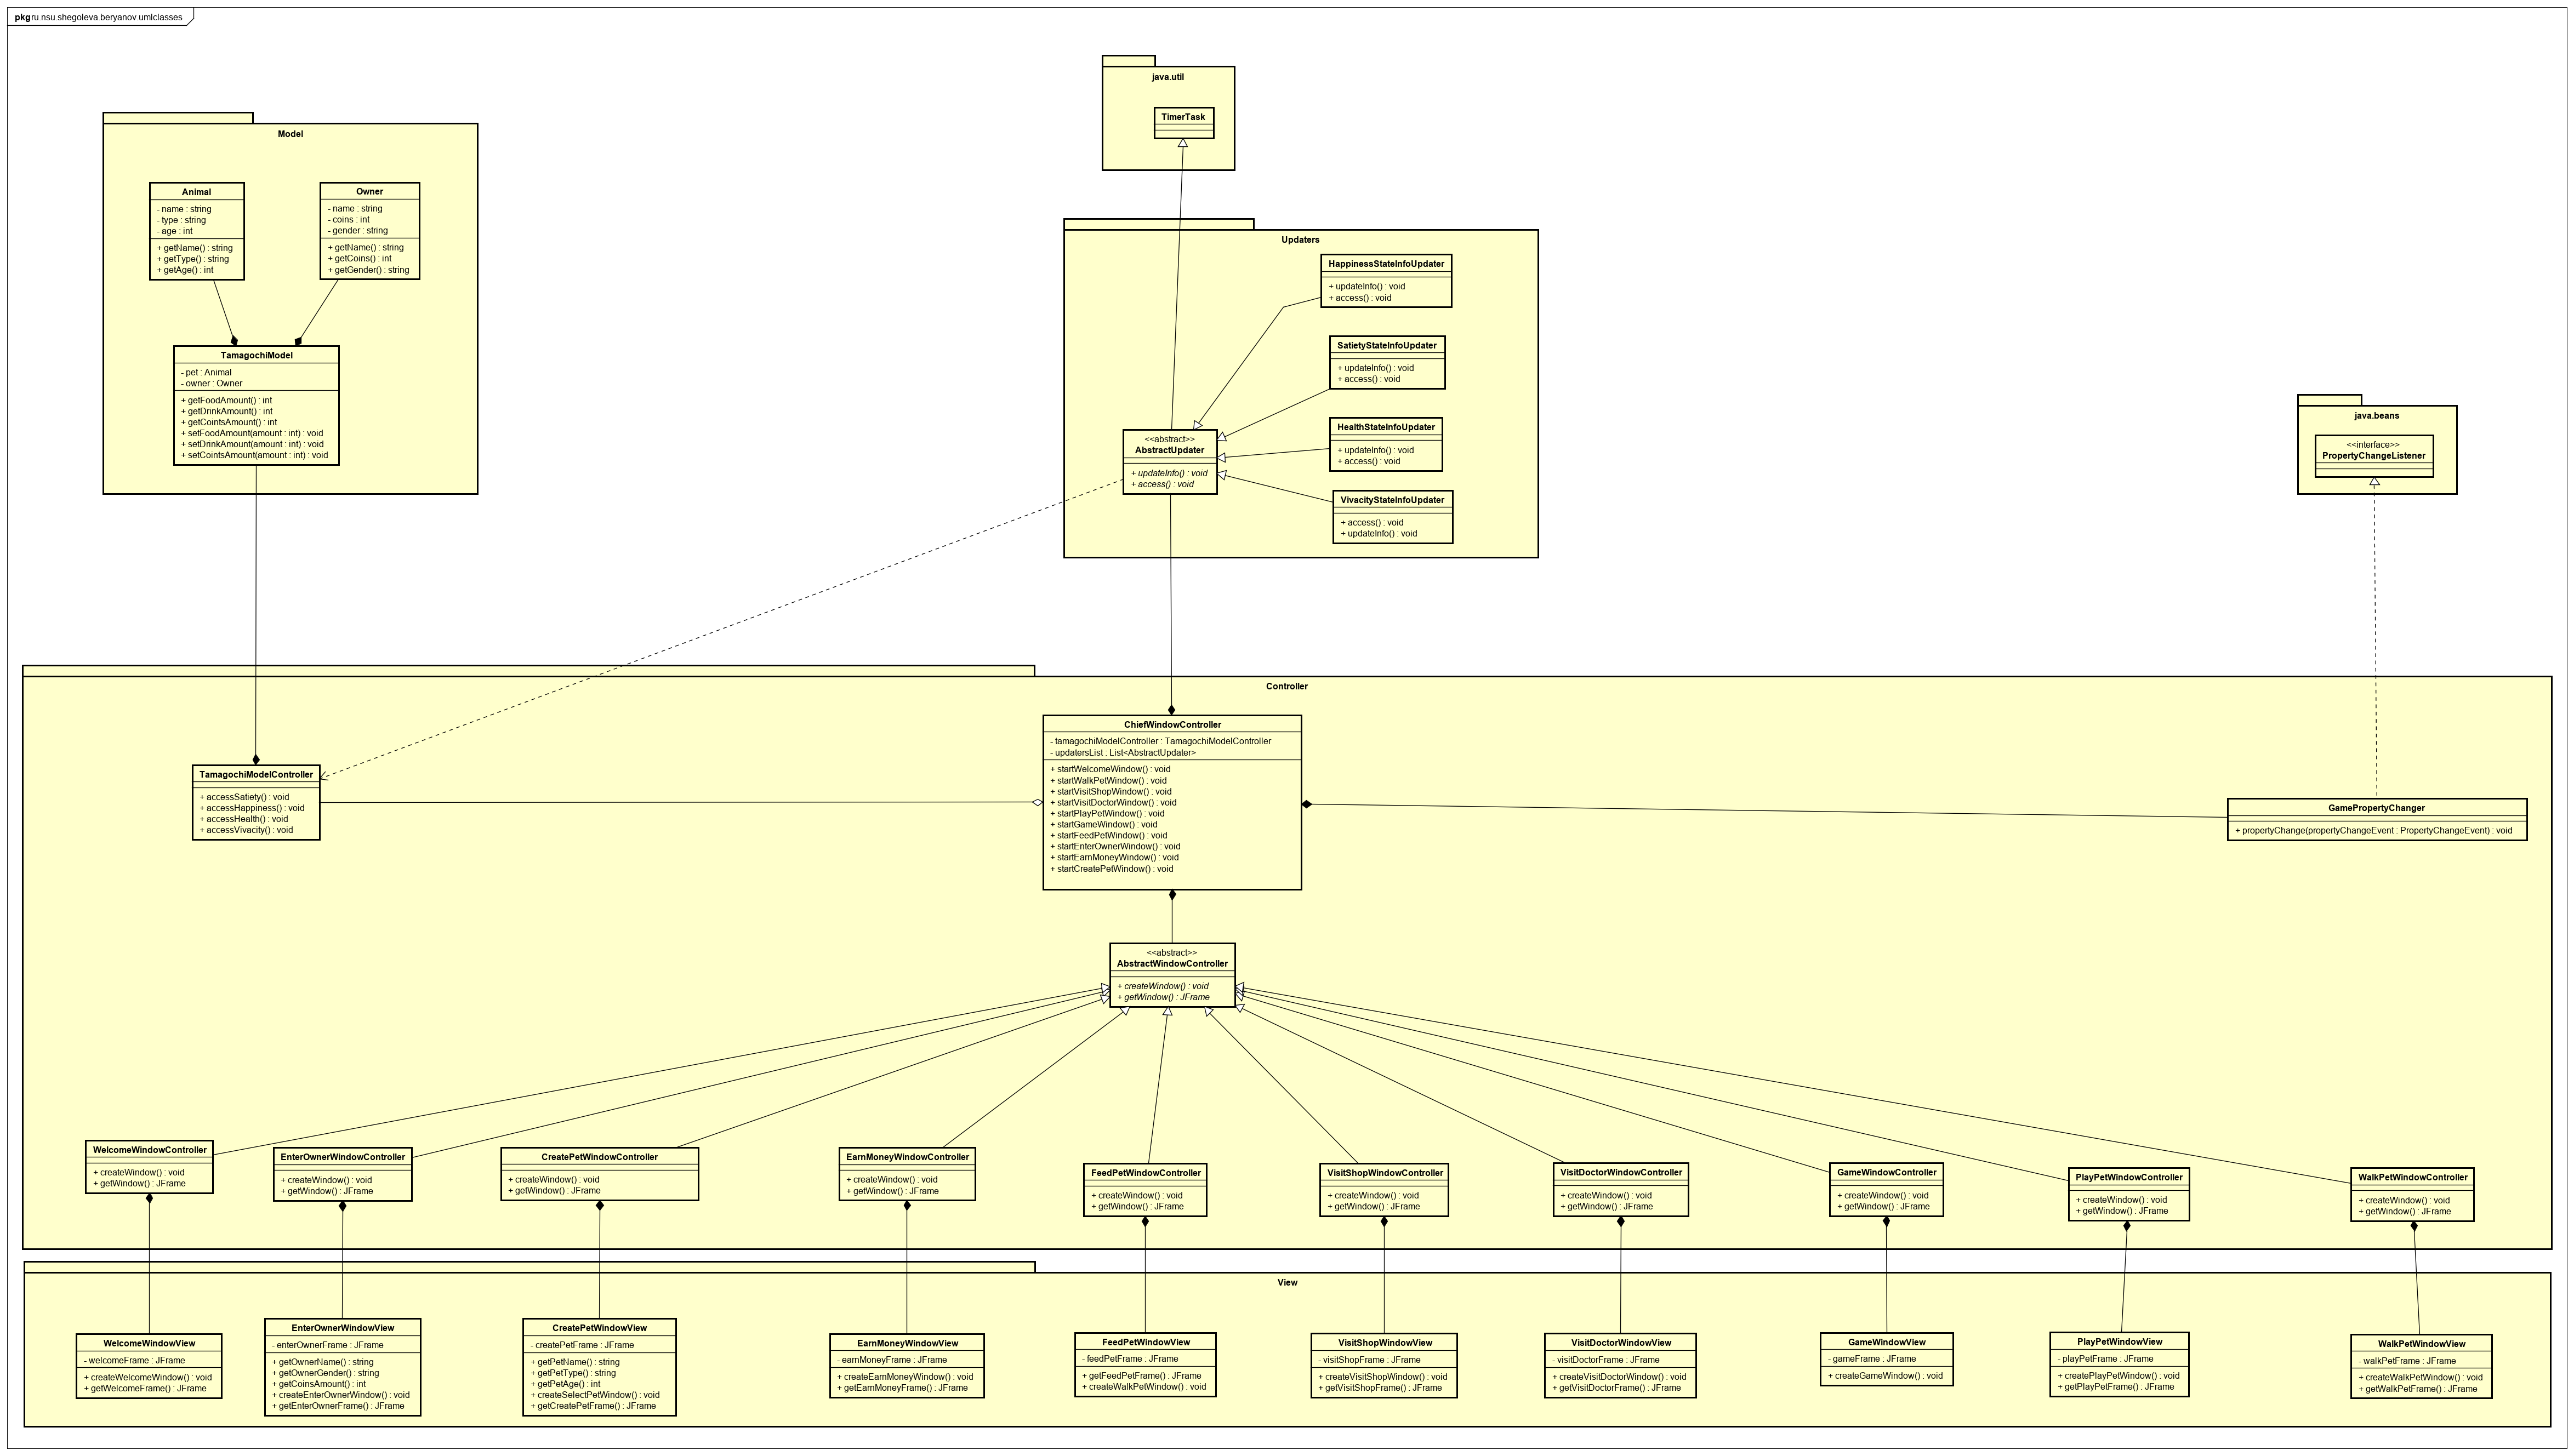 pkg ru.nsu.shegoleva.beryanov.umlclasses
java.util
TimerTask
Model
Animal
- name : string
- type : string
- age : int
+ getName() : string
+ getType() : string
+ getAge() : int
Owner
- name : string
- coins : int
- gender : string
+ getName() : string
+ getCoins() : int
+ getGender() : string
TamagochiModel
- pet : Animal
- owner : Owner
+ getFoodAmount() : int
+ getDrinkAmount() : int
+ getCointsAmount() : int
+ setFoodAmount(amount : int) : void
+ setDrinkAmount(amount : int) : void
+ setCointsAmount(amount : int) : void
Updaters
HappinessStateInfoUpdater
+ updateInfo() : void
+ access() : void
SatietyStateInfoUpdater
+ updateInfo() : void
+ access() : void
HealthStateInfoUpdater
+ updateInfo() : void
+ access() : void
VivacityStateInfoUpdater
+ access() : void
+ updateInfo() : void
<<abstract>>
AbstractUpdater
+ updateInfo() : void
+ access() : void
java.beans
<<interface>>
PropertyChangeListener
Controller
TamagochiModelController
+ accessSatiety() : void
+ accessHappiness() : void
+ accessHealth() : void
+ accessVivacity() : void
ChiefWindowController
- tamagochiModelController : TamagochiModelController
- updatersList : List<AbstractUpdater>
+ startWelcomeWindow() : void
+ startWalkPetWindow() : void
+ startVisitShopWindow() : void
+ startVisitDoctorWindow() : void
+ startPlayPetWindow() : void
+ startGameWindow() : void
+ startFeedPetWindow() : void
+ startEnterOwnerWindow() : void
+ startEarnMoneyWindow() : void
+ startCreatePetWindow() : void
GamePropertyChanger
+ propertyChange(propertyChangeEvent : PropertyChangeEvent) : void
<<abstract>>
AbstractWindowController
+ createWindow() : void
+ getWindow() : JFrame
WelcomeWindowController
+ createWindow() : void
+ getWindow() : JFrame
EnterOwnerWindowController
+ createWindow() : void
+ getWindow() : JFrame
CreatePetWindowController
+ createWindow() : void
+ getWindow() : JFrame
EarnMoneyWindowController
+ createWindow() : void
+ getWindow() : JFrame
FeedPetWindowController
+ createWindow() : void
+ getWindow() : JFrame
VisitShopWindowController
+ createWindow() : void
+ getWindow() : JFrame
VisitDoctorWindowController
+ createWindow() : void
+ getWindow() : JFrame
GameWindowController
+ createWindow() : void
+ getWindow() : JFrame
PlayPetWindowController
+ createWindow() : void
+ getWindow() : JFrame
WalkPetWindowController
+ createWindow() : void
+ getWindow() : JFrame
View
WelcomeWindowView
- welcomeFrame : JFrame
+ createWelcomeWindow() : void
+ getWelcomeFrame() : JFrame
EnterOwnerWindowView
- enterOwnerFrame : JFrame
+ getOwnerName() : string
+ getOwnerGender() : string
+ getCoinsAmount() : int
+ createEnterOwnerWindow() : void
+ getEnterOwnerFrame() : JFrame
CreatePetWindowView
- createPetFrame : JFrame
+ getPetName() : string
+ getPetType() : string
+ getPetAge() : int
+ createSelectPetWindow() : void
+ getCreatePetFrame() : JFrame
EarnMoneyWindowView
- earnMoneyFrame : JFrame
+ createEarnMoneyWindow() : void
+ getEarnMoneyFrame() : JFrame
FeedPetWindowView
- feedPetFrame : JFrame
+ getFeedPetFrame() : JFrame
+ createWalkPetWindow() : void
VisitShopWindowView
- visitShopFrame : JFrame
+ createVisitShopWindow() : void
+ getVisitShopFrame() : JFrame
VisitDoctorWindowView
- visitDoctorFrame : JFrame
+ createVisitDoctorWindow() : void
+ getVisitDoctorFrame() : JFrame
GameWindowView
- gameFrame : JFrame
+ createGameWindow() : void
PlayPetWindowView
- playPetFrame : JFrame
+ createPlayPetWindow() : void
+ getPlayPetFrame() : JFrame
WalkPetWindowView
- walkPetFrame : JFrame
+ createWalkPetWindow() : void
+ getWalkPetFrame() : JFrame